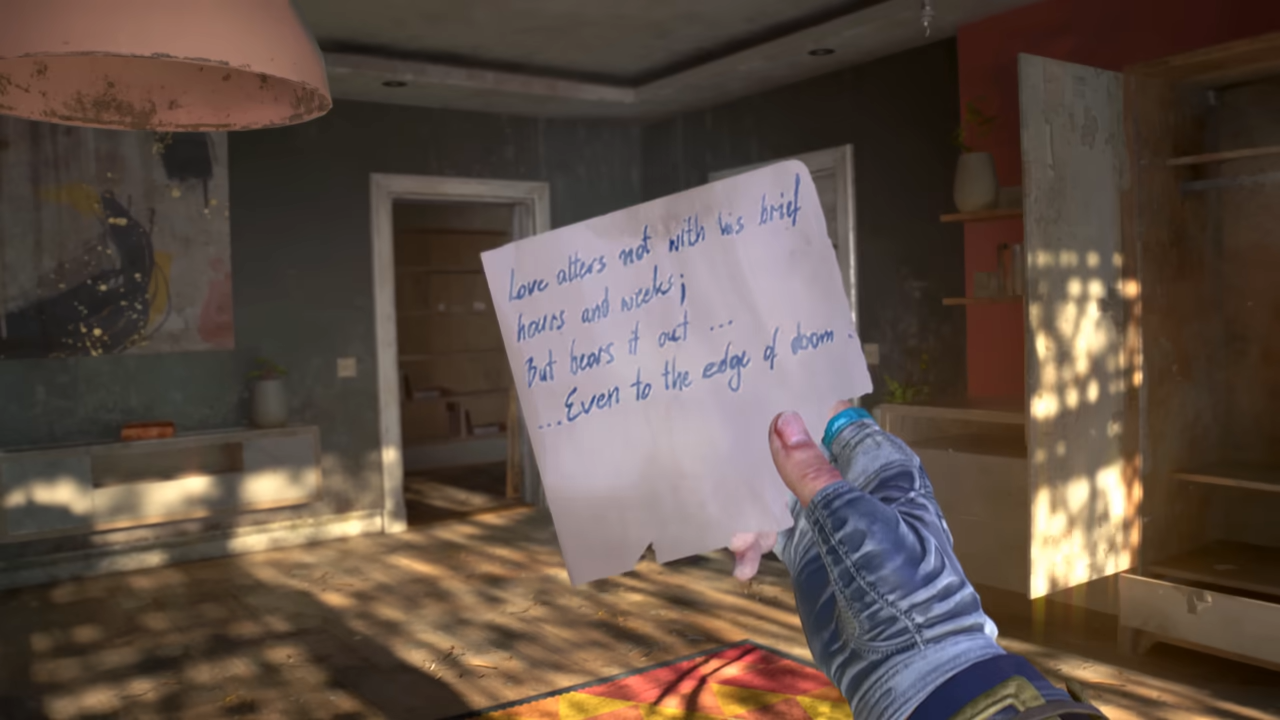 Love alters not with his brief
hours and weeks;
But bears it out ...
...Even to the edge of doom.